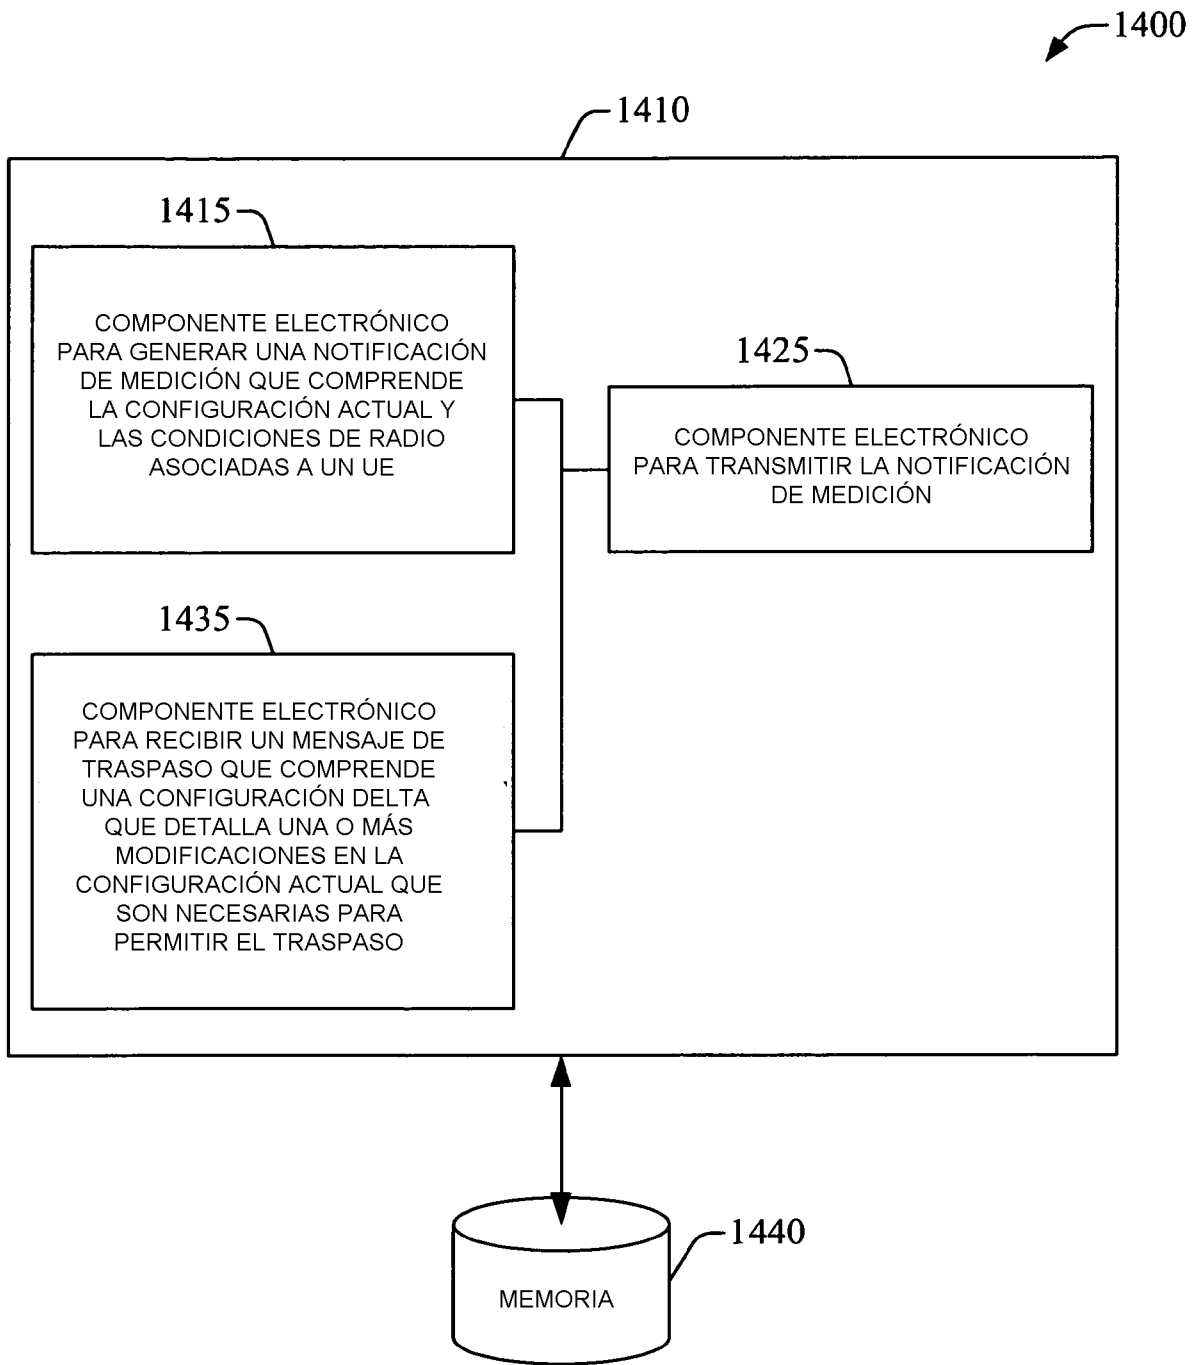 1400
1410
1415
COMPONENTE ELECTRÓNICO
PARA GENERAR UNA NOTIFICACIÓN
DE MEDICIÓN QUE COMPRENDE
LA CONFIGURACIÓN ACTUAL Y
LAS CONDICIONES DE RADIO
ASOCIADAS A UN UE
1425
COMPONENTE ELECTRÓNICO
PARA TRANSMITIR LA NOTIFICACIÓN
DE MEDICIÓN
1435
COMPONENTE ELECTRÓNICO
PARA RECIBIR UN MENSAJE DE
TRASPASO QUE COMPRENDE
UNA CONFIGURACIÓN DELTA
QUE DETALLA UNA O MÁS
MODIFICACIONES EN LA
CONFIGURACIÓN ACTUAL QUE
SON NECESARIAS PARA
PERMITIR EL TRASPASO
1440
MEMORIA